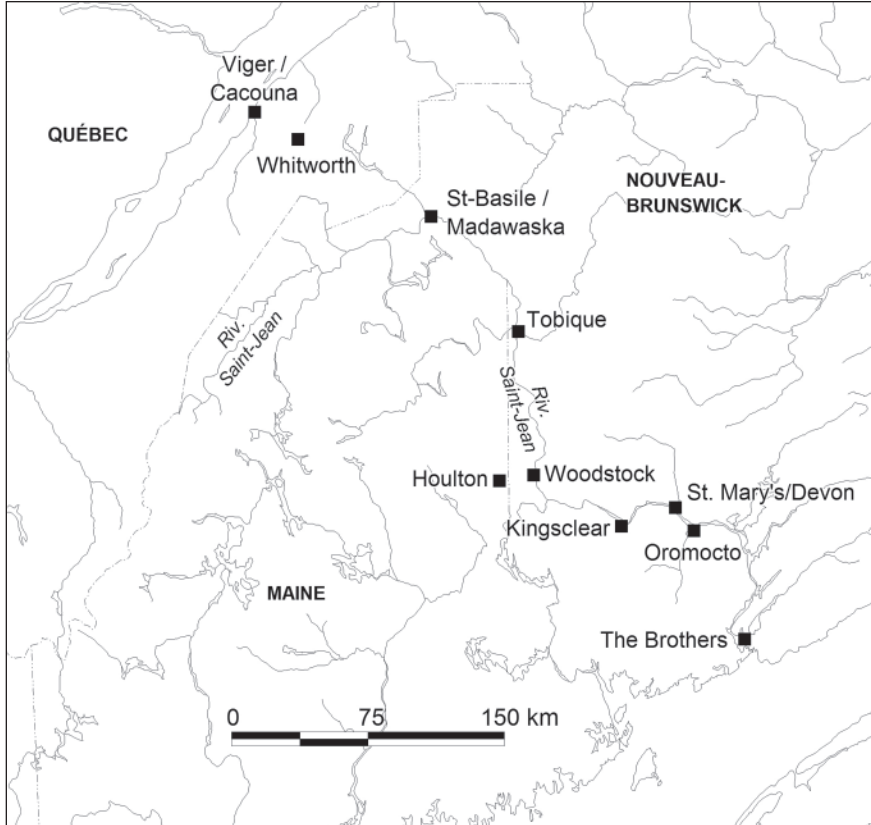 Viger /
Cacouna
QUÉBEC
Whitworth
NOUVEAU-
BRUNSWICK
St-Basile /
Madawaska
Tobique
Riv.
Saint-Jean
Riv.
Saint-Jean
Houlton
Woodstock
St. Mary's/Devon
Kingsclear
Oromocto
MAINE
The Brothers
0 75 150 km